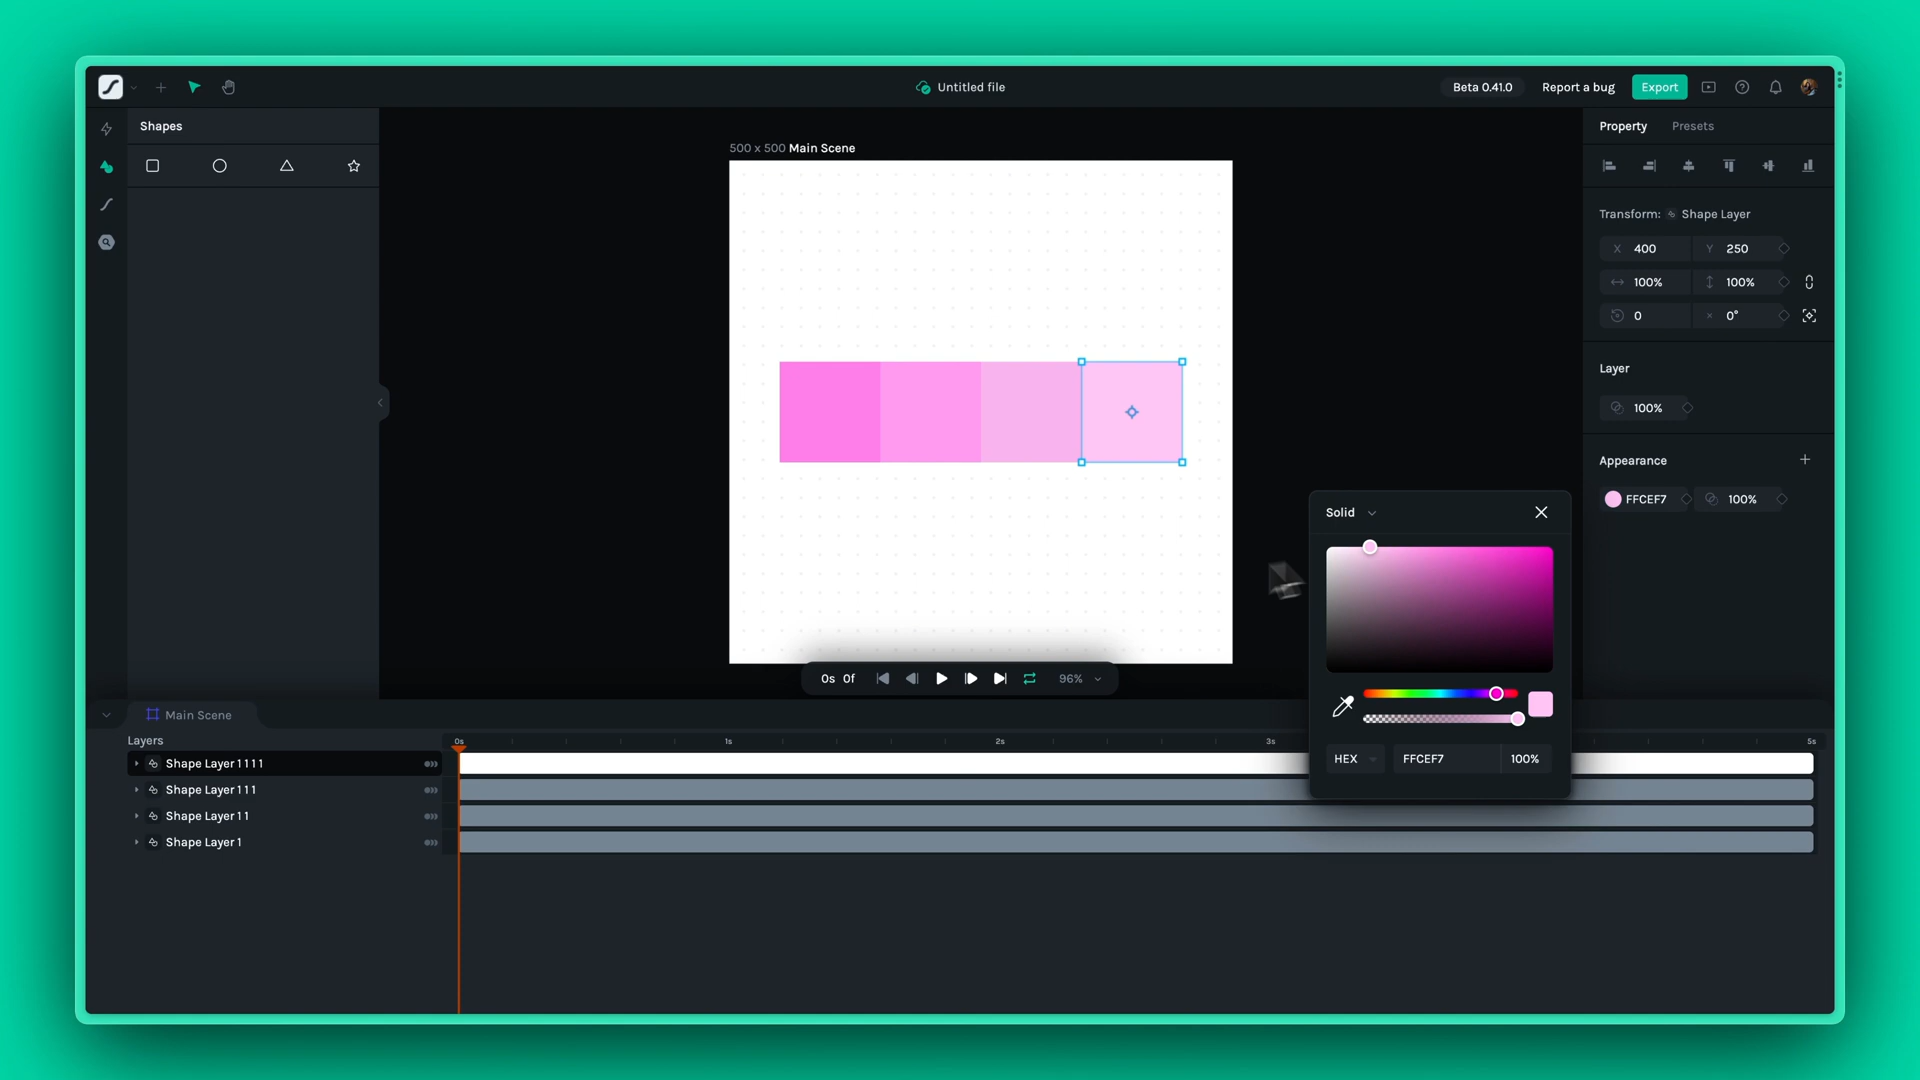 Untitled file
Beta 0.41.0
Report a bug
Export
Shapes
Property
Presets
500 x 500 Main Scene
Transform: Shape Layer
X 400
Y 250
100%
100%
0
0°
Layer
100%
Appearance
FFCEF7
100%
Solid
HEX
FFCEF7
100%
0s 0f
96%
Main Scene
Layers
0s
1s
2s
3s
5s
Shape Layer 1 1 1 1
Shape Layer 1 1 1
Shape Layer 1 1
Shape Layer 1